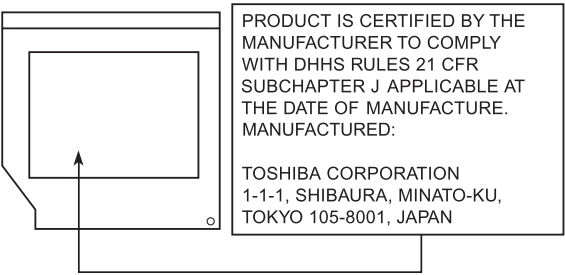 PRODUCT IS CERTIFIED BY THE
MANUFACTURER TO COMPLY
WITH DHHS RULES 21 CFR
SUBCHAPTER J APPLICABLE AT
THE DATE OF MANUFACTURE.
MANUFACTURED:
TOSHIBA CORPORATION
1-1-1, SHIBAURA, MINATO-KU,
TOKYO 105-8001, JAPAN